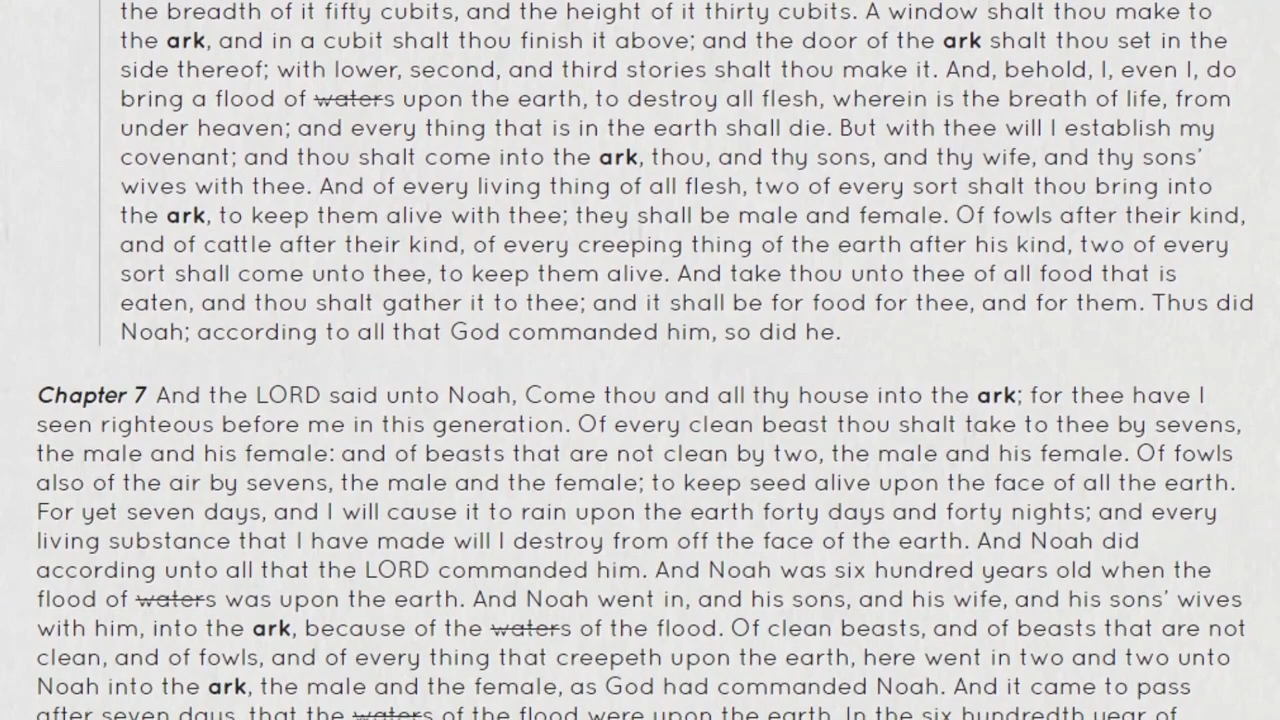 the breadth of it fifty cubits, and the height of it thirty cubits. A window shalt thou make to
the ark, and in a cubit shalt thou finish it above; and the door of the ark shalt thou set in the
side thereof; with lower, second, and third stories shalt thou make it. And, behold, I, even I, do
bring a flood of waters upon the earth, to destroy all flesh, wherein is the breath of life, from
under heaven; and every thing that is in the earth shall die. But with thee will I establish my
covenant; and thou shalt come into the ark, thou, and thy sons, and thy wife, and thy sons’
wives with thee. And of every living thing of all flesh, two of every sort shalt thou bring into
the ark, to keep them alive with thee; they shall be male and female. Of fowls after their kind,
and of cattle after their kind, of every creeping thing of the earth after his kind, two of every
sort shall come unto thee, to keep them alive. And take thou unto thee of all food that is
eaten, and thou shalt gather it to thee; and it shall be for food for thee, and for them. Thus did
Noah; according to all that God commanded him, so did he.
Chapter 7 And the LORD said unto Noah, Come thou and all thy house into the ark; for thee have I
seen righteous before me in this generation. Of every clean beast thou shalt take to thee by sevens,
the male and his female: and of beasts that are not clean by two, the male and his female. Of fowls
also of the air by sevens, the male and the female; to keep seed alive upon the face of all the earth.
For yet seven days, and I will cause it to rain upon the earth forty days and forty nights; and every
living substance that I have made will I destroy from off the face of the earth. And Noah did
according unto all that the LORD commanded him. And Noah was six hundred years old when the
flood of waters was upon the earth. And Noah went in, and his sons, and his wife, and his sons’ wives
with him, into the ark, because of the waters of the flood. Of clean beasts, and of beasts that are not
clean, and of fowls, and of every thing that creepeth upon the earth, here went in two and two unto
Noah into the ark, the male and the female, as God had commanded Noah. And it came to pass
after seven days, that the waters of the flood were upon the earth. In the six hundredth year of